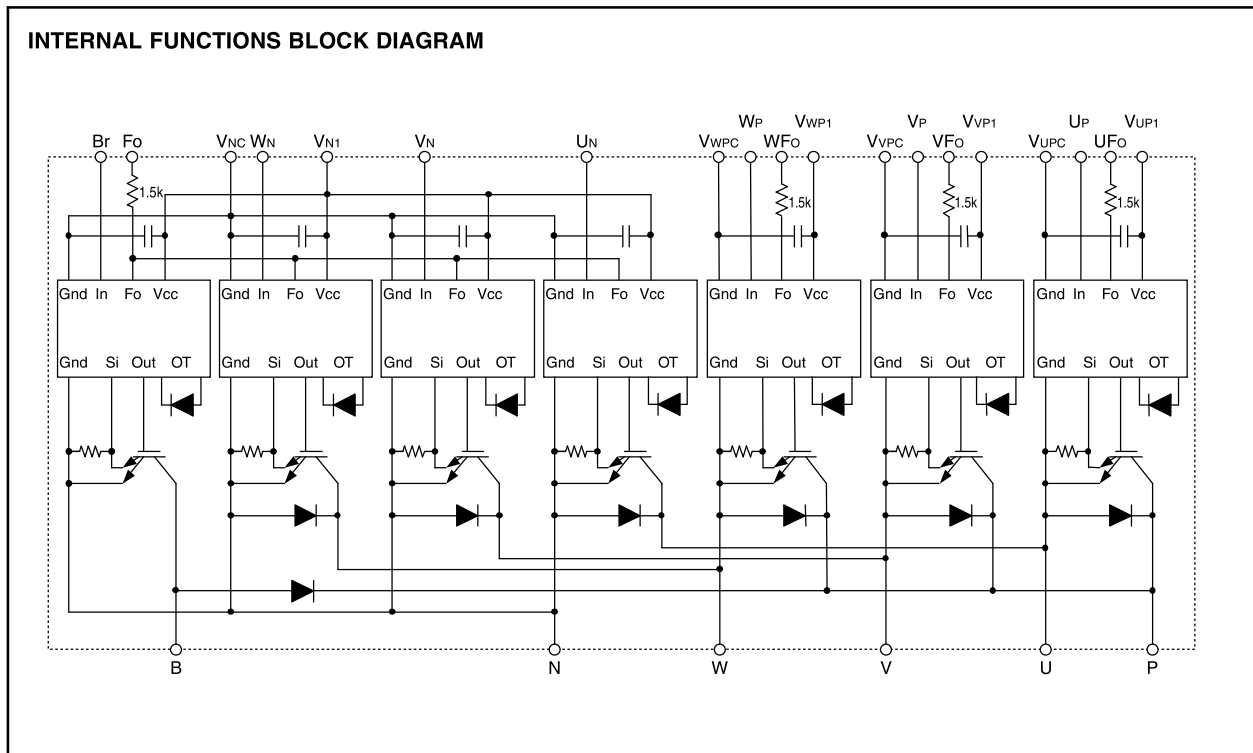 INTERNAL FUNCTIONS BLOCK DIAGRAM
WP VWP1 VP VVP1 UP VUP1
Br FO VNC WN VN1 VN UN VWPC WFO VVPC VFO VUPC UFO
1.5k 1.5k 1.5k 1.5k
Gnd In FO Vcc Gnd In FO Vcc Gnd In FO Vcc Gnd In FO Vcc Gnd In FO Vcc Gnd In FO Vcc Gnd In FO Vcc
Gnd Si Out OT Gnd Si Out OT Gnd Si Out OT Gnd Si Out OT Gnd Si Out OT Gnd Si Out OT Gnd Si Out OT
B N W V U P